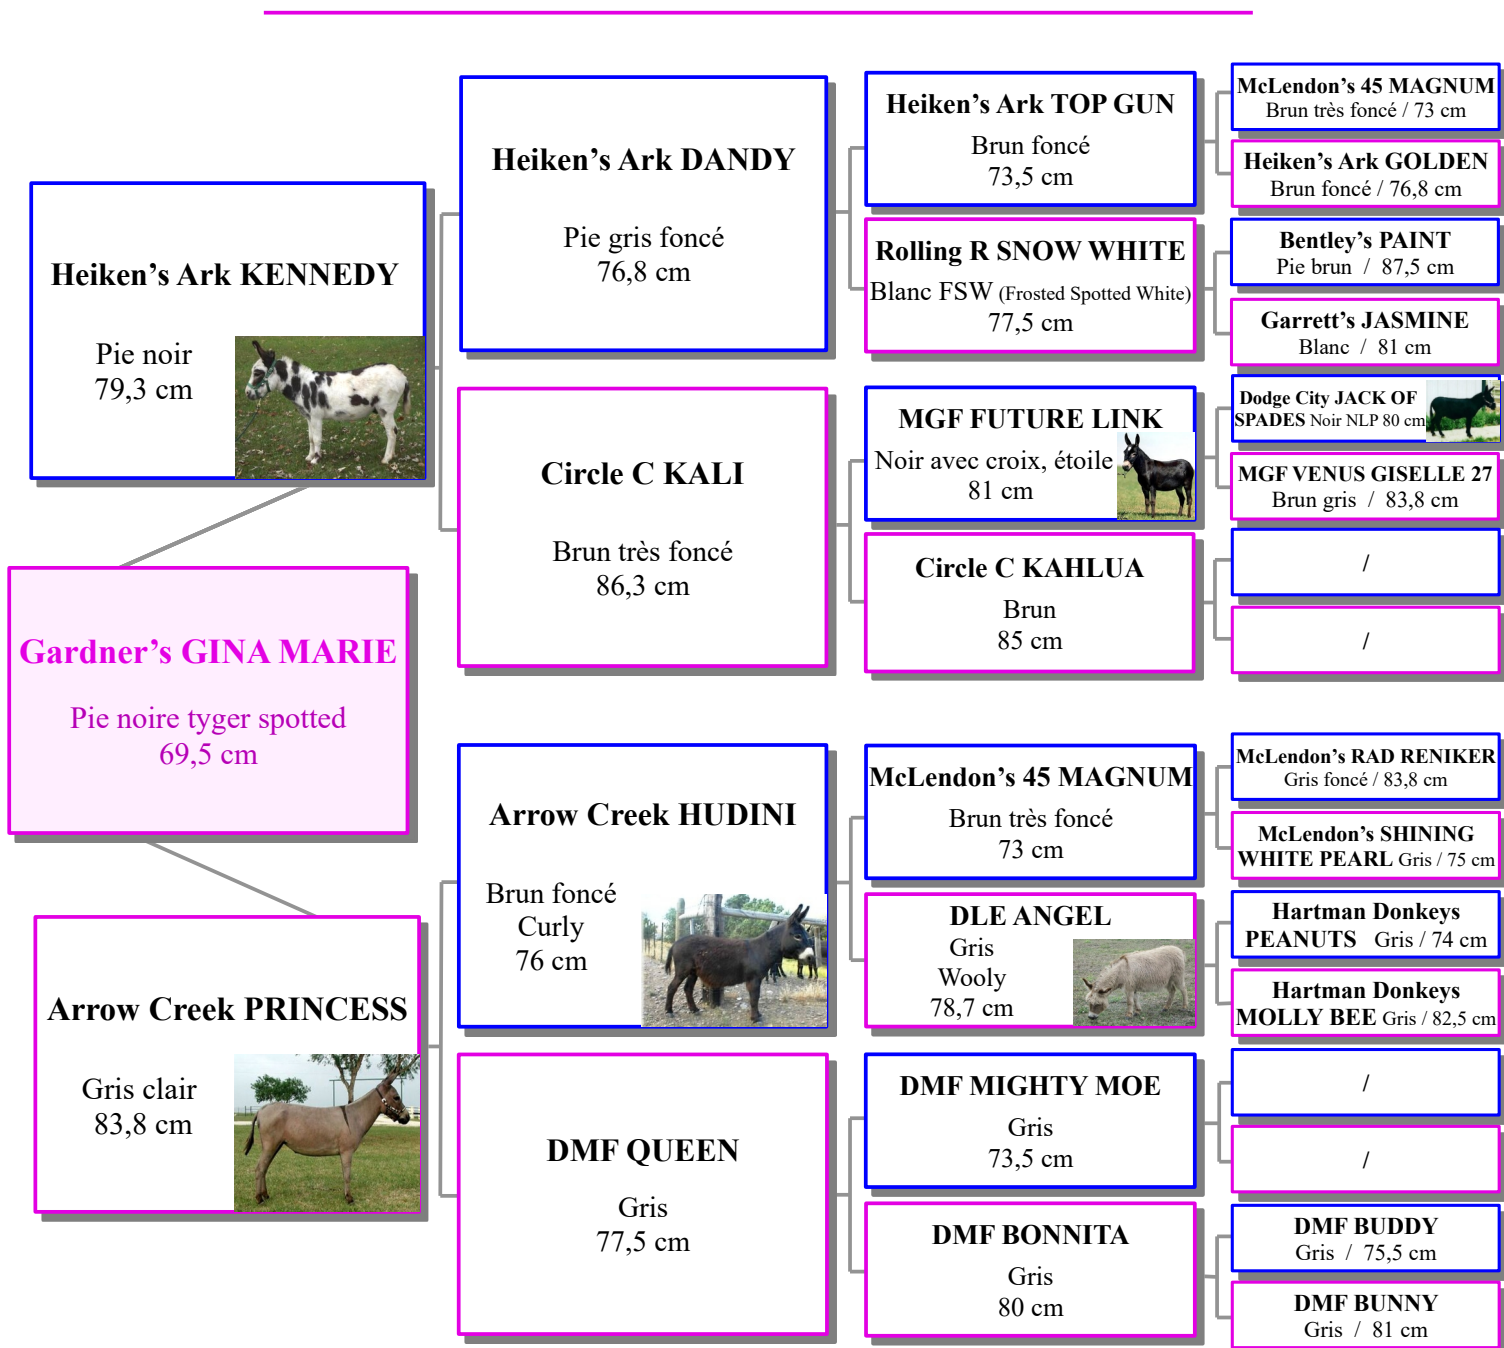 Heiken's Ark KENNEDY
Pie noir
79,3 cm
Gardner's GINA MARIE
Pie noire tyger spotted
69,5 cm
Arrow Creek PRINCESS
Gris clair
83,8 cm
Heiken's Ark DANDY
Pie gris foncé
76,8 cm
Circle C KALI
Brun très foncé
86,3 cm
Arrow Creek HUDINI
Brun foncé
Curly
76 cm
DMF QUEEN
Gris
77,5 cm
Heiken's Ark TOP GUN
Brun foncé
73,5 cm
Rolling R SNOW WHITE
Blanc FSW (Frosted Spotted White)
77,5 cm
MGF FUTURE LINK
Noir avec croix, étoile
81 cm
Circle C KAHLUA
Brun
85 cm
McLendon's 45 MAGNUM
Brun très foncé
73 cm
DLE ANGEL
Gris
Wooly
78,7 cm
DMF MIGHTY MOE
Gris
73,5 cm
DMF BONNITA
Gris
80 cm
McLendon's 45 MAGNUM
Brun très foncé / 73 cm
Heiken's Ark GOLDEN
Brun foncé / 76,8 cm
Bentley's PAINT
Pie brun / 87,5 cm
Garrett's JASMINE
Blanc / 81 cm
Dodge City JACK OF
SPADES Noir NLP 80 cm
MGF VENUS GISELLE 27
Brun gris / 83,8 cm
/
/
McLendon's RAD RENIKER
Gris foncé / 83,8 cm
McLendon's SHINING
WHITE PEARL Gris / 75 cm
Hartman Donkeys
PEANUTS Gris / 74 cm
Hartman Donkeys
MOLLY BEE Gris / 82,5 cm
/
/
DMF BUDDY
Gris / 75,5 cm
DMF BUNNY
Gris / 81 cm